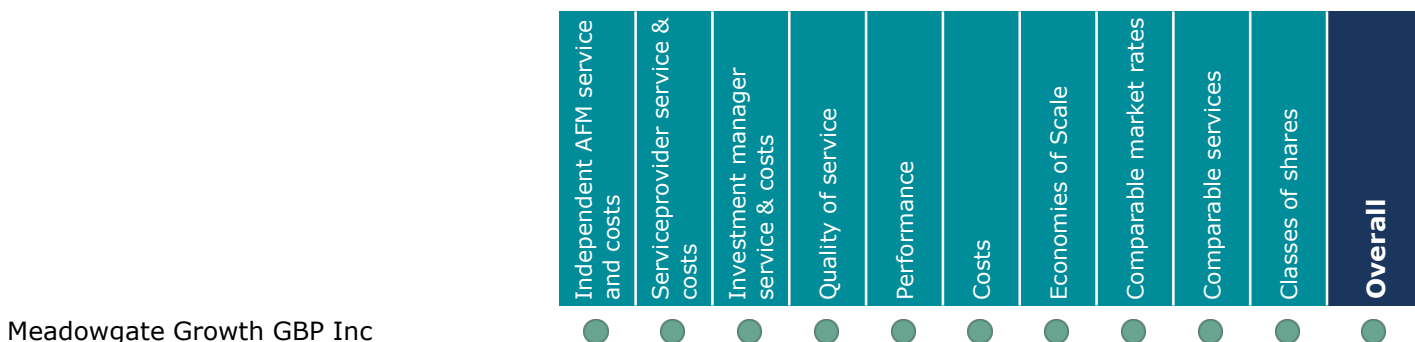 Independent AFM service
and costs
Serviceprovider service &
costs
Investment manager
service & costs
Quality of service
Performance
Costs
Economies of Scale
Comparable market rates
Comparable services
Classes of shares
Overall
Meadowgate Growth GBP Inc